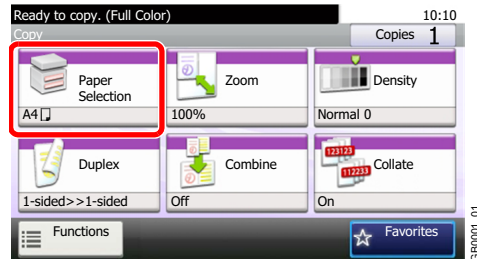 Ready to copy. (Full Color)
10:10
Copy
Copies 1
Paper
Selection
A4
Zoom
100%
Density
Normal 0
Duplex
1-sided>>1-sided
Combine
Off
123123
112233
Collate
On
Functions
Favorites
GB0001_01